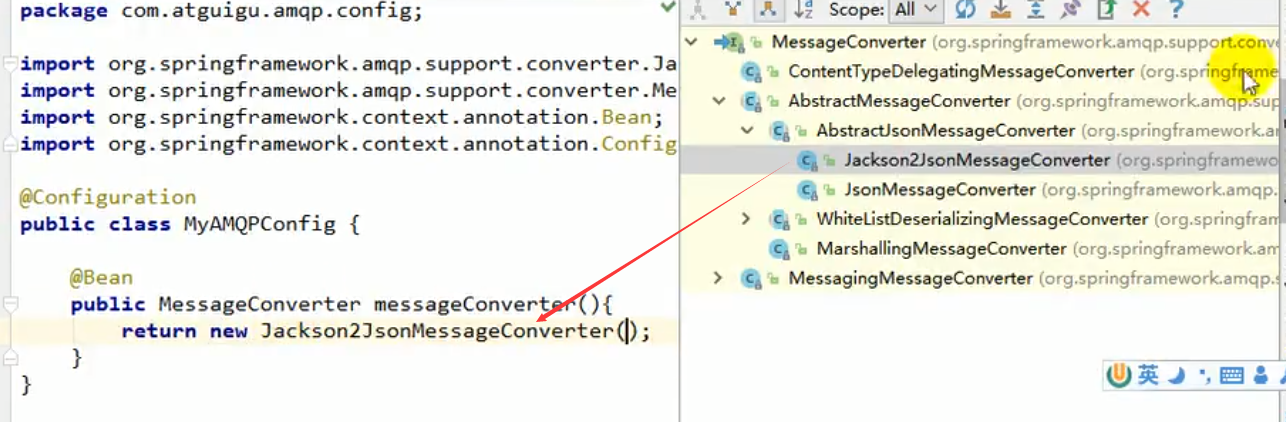 package com.atguigu.amqp.config;
import org.springframework.amqp.support.converter.Ja
import org.springframework.amqp.support.converter.Me
import org.springframework.context.annotation.Bean;
import org.springframework.context.annotation.Config
@Configuration
public class MyAMQPConfig {
@Bean
public MessageConverter messageConverter(){
return new Jackson2JsonMessageConverter();
}
}
Scope: All
MessageConverter (org.springframework.amqp.support.conve
ContentTypeDelegatingMessageConverter (org.springframe
AbstractMessageConverter (org.springframework.amqp.sup
AbstractJsonMessageConverter (org.springframework.am
Jackson2JsonMessageConverter (org.springframewo
JsonMessageConverter (org.springframework.amqp.
WhiteListDeserializingMessageConverter (org.springfram
MarshallingMessageConverter (org.springframework.am
MessagingMessageConverter (org.springframework.amqp.s
英